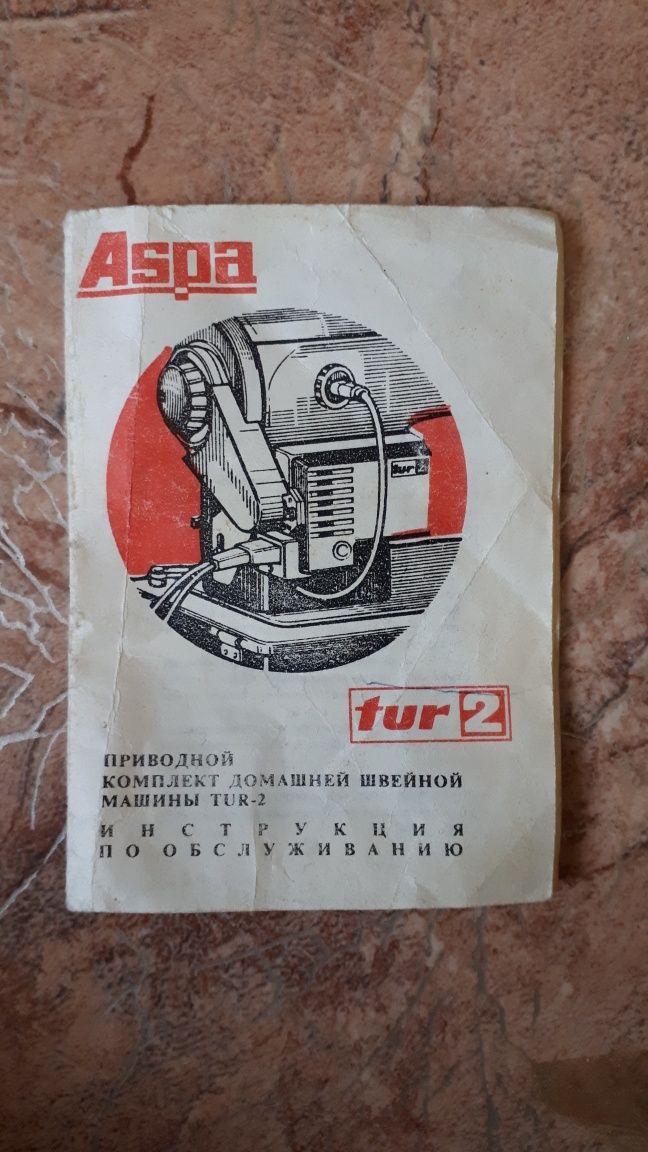 Aspa
tur 2
tur 2
ПРИВОДНОЙ
КОМПЛЕКТ ДОМАШНЕЙ ШВЕЙНОЙ
МАШИНЫ TUR-2
ИНСТРУКЦИЯ
ПО ОБСЛУЖИВАНИЮ